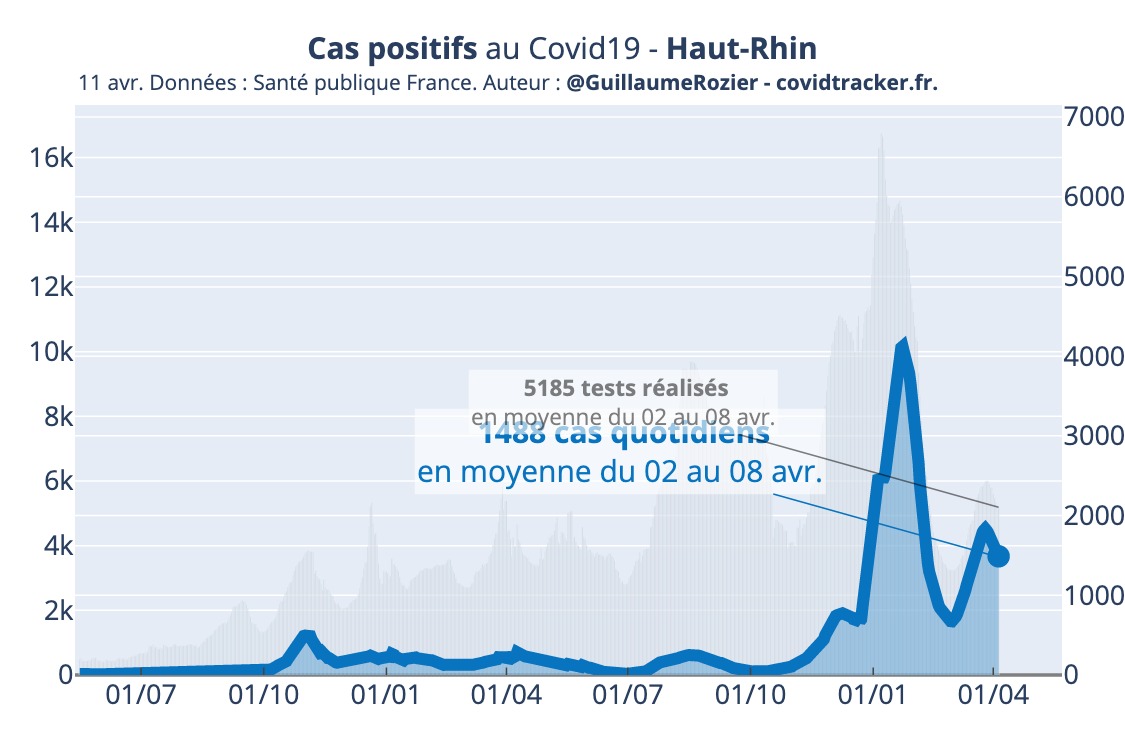 Cas positifs au Covid19 - Haut-Rhin
11 avr. Données : Santé publique France. Auteur : @GuillaumeRozier - covidtracker.fr.
7000
16k
6000
14k
5000
12k
10k
4000
5185 tests réalisés
en moyenne du 02 au 08 avr.
8k
1488 cas quotidiens
3000
en moyenne du 02 au 08 avr.
6k
2000
4k
1000
2k
0
0
01/07 01/10 01/01 01/04 01/07 01/10 01/01 01/04